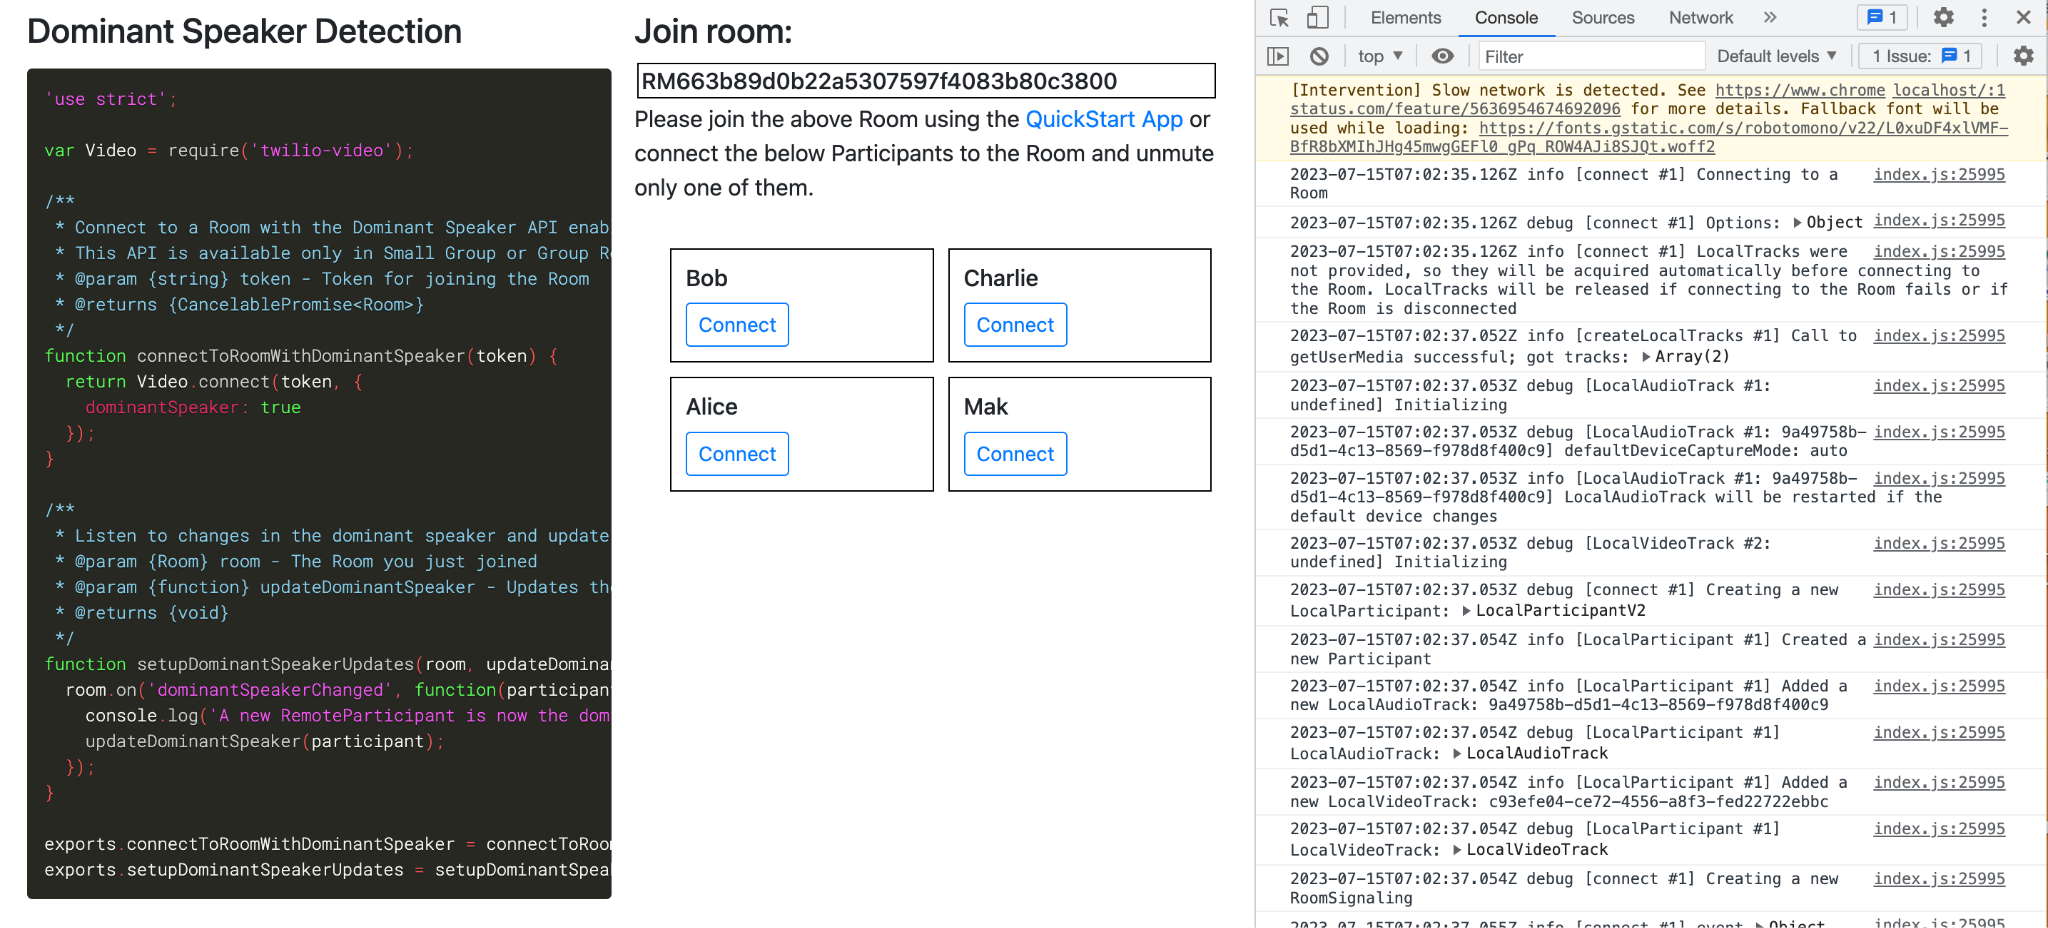 Dominant Speaker Detection
'use strict';
var Video = require('twilio-video');
/**
* Connect to a Room with the Dominant Speaker API enab
* This API is available only in Small Group or Group R
* @param {string} token - Token for joining the Room
* @returns {CancelablePromise<Room>}
*/
function connectToRoomWithDominantSpeaker(token) {
return Video.connect(token, {
dominantSpeaker: true
});
}
/**
* Listen to changes in the dominant speaker and update
* @param {Room} room - The Room you just joined
* @param {function} updateDominantSpeaker - Updates the
* @returns {void}
*/
function setupDominantSpeakerUpdates(room, updateDominan
room.on('dominantSpeakerChanged', function(participan
console.log('A new RemoteParticipant is now the dom
updateDominantSpeaker(participant);
});
}
exports.connectToRoomWithDominantSpeaker = connectToRoom
exports.setupDominantSpeakerUpdates = setupDominantSpea
Join room:
RM663b89d0b22a5307597f4083b80c3800
Please join the above Room using the QuickStart App or
connect the below Participants to the Room and unmute
only one of them.
Bob
Connect
Charlie
Connect
Alice
Connect
Mak
Connect
Elements Console Sources Network 1
top Filter Default levels 1 Issue: 1
[Intervention] Slow network is detected. See https://www.chrome localhost/:1
status.com/feature/5636954674692096 for more details. Fallback font will be
used while loading: https://fonts.gstatic.com/s/robotomono/v22/L0xuDF4xlVMF-
BfR8bXMIhJHg45mwgGEFl0_gPq_ROW4AJi8SJQt.woff2
2023-07-15T07:02:35.126Z info [connect #1] Connecting to a index.js:25995
Room
2023-07-15T07:02:35.126Z debug [connect #1] Options: Object index.js:25995
2023-07-15T07:02:35.126Z info [connect #1] LocalTracks were index.js:25995
not provided, so they will be acquired automatically before connecting to
the Room. LocalTracks will be released if connecting to the Room fails or if
the Room is disconnected
2023-07-15T07:02:37.052Z info [createLocalTracks #1] Call to index.js:25995
getUserMedia successful; got tracks: Array(2)
2023-07-15T07:02:37.053Z debug [LocalAudioTrack #1: index.js:25995
undefined] Initializing
2023-07-15T07:02:37.053Z debug [LocalAudioTrack #1: 9a49758b- index.js:25995
d5d1-4c13-8569-f978d8f400c9] defaultDeviceCaptureMode: auto
2023-07-15T07:02:37.053Z debug [LocalAudioTrack #1: 9a49758b- index.js:25995
d5d1-4c13-8569-f978d8f400c9] LocalAudioTrack will be restarted if the
default device changes
2023-07-15T07:02:37.053Z debug [LocalVideoTrack #2: index.js:25995
undefined] Initializing
2023-07-15T07:02:37.053Z debug [connect #1] Creating a new index.js:25995
LocalParticipant: LocalParticipantV2
2023-07-15T07:02:37.054Z info [LocalParticipant #1] Created a index.js:25995
new Participant
2023-07-15T07:02:37.054Z info [LocalParticipant #1] Added a index.js:25995
new LocalAudioTrack: 9a49758b-d5d1-4c13-8569-f978d8f400c9
2023-07-15T07:02:37.054Z debug [LocalParticipant #1] index.js:25995
LocalAudioTrack: LocalAudioTrack
2023-07-15T07:02:37.054Z info [LocalParticipant #1] Added a index.js:25995
new LocalVideoTrack: c93efe04-ce72-4556-a8f3-fed22722ebbc
2023-07-15T07:02:37.054Z debug [LocalParticipant #1] index.js:25995
LocalVideoTrack: LocalVideoTrack
2023-07-15T07:02:37.054Z debug [connect #1] Creating a new index.js:25995
RoomSignaling
2023-07-15T07:02:37.055Z info [connect #1] event Object index.js:25995